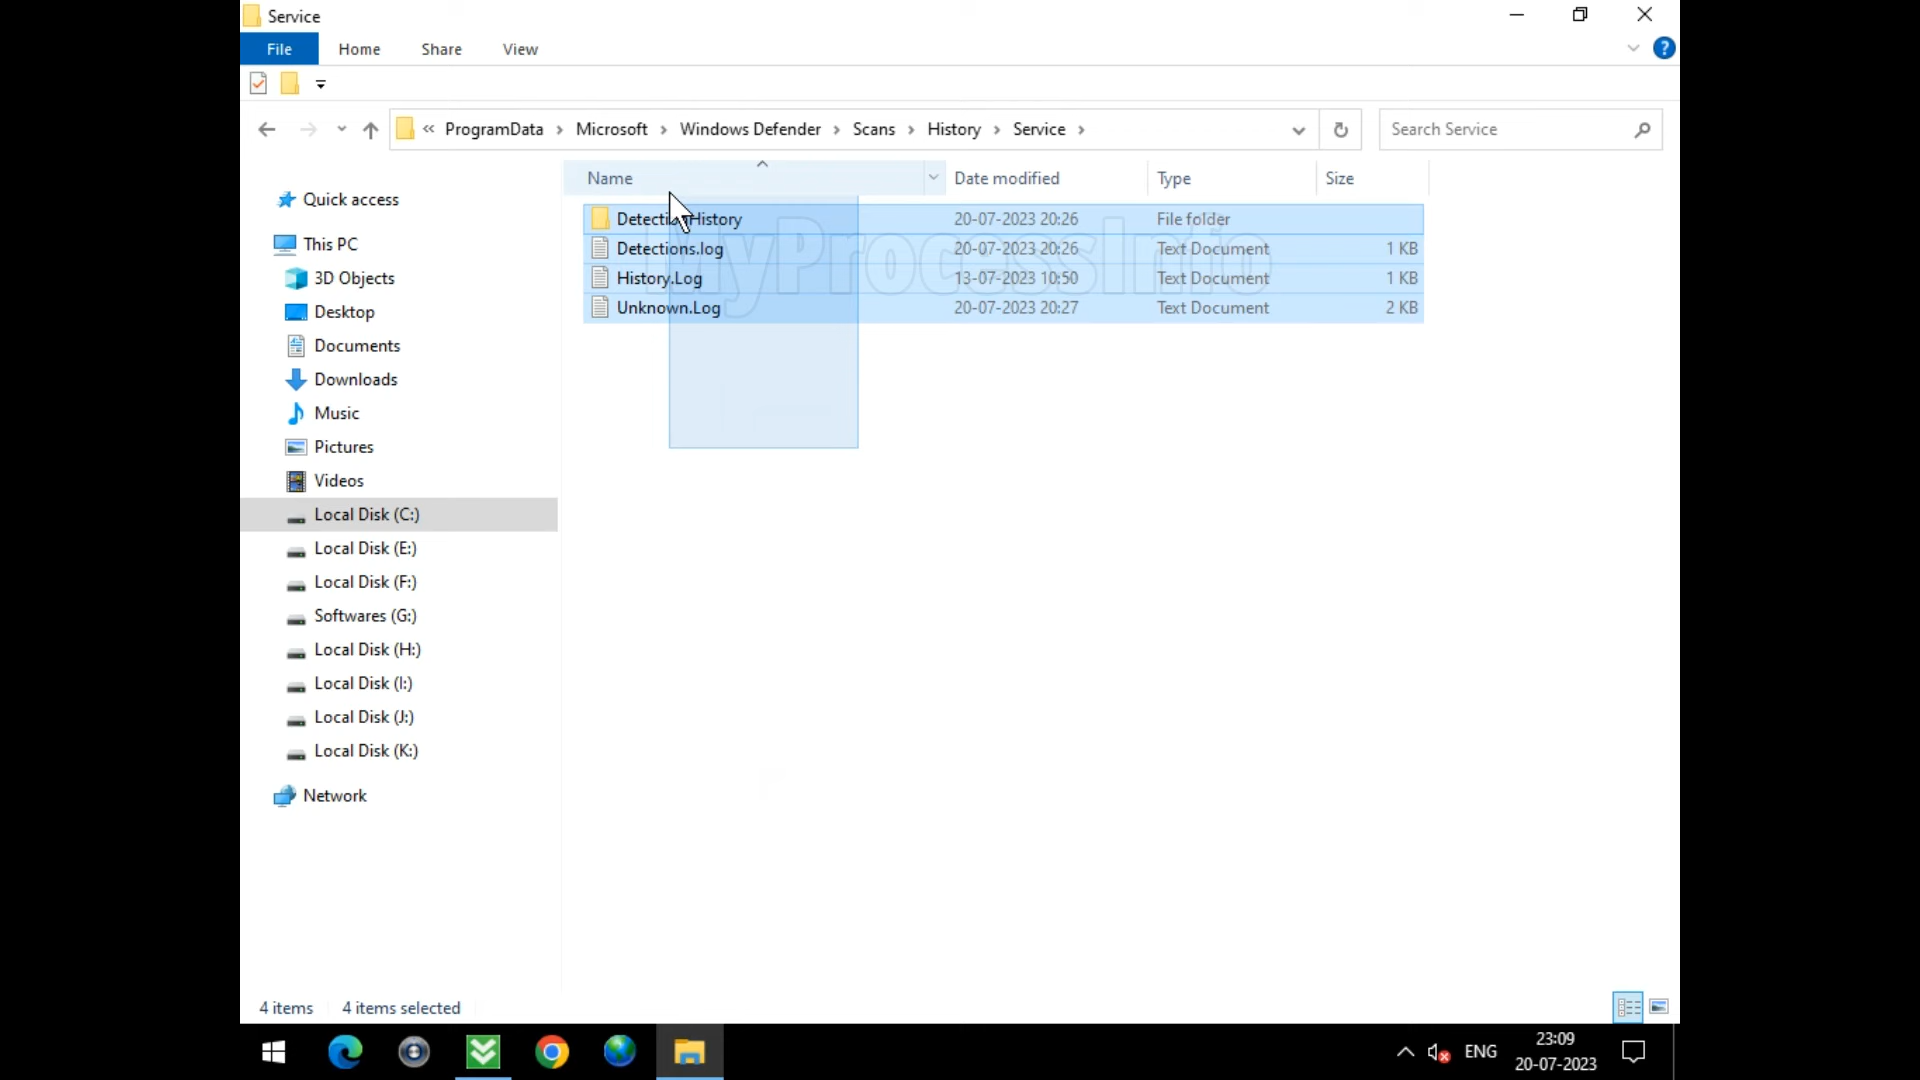 Service
File Home Share View
?
« ProgramData > Microsoft > Windows Defender > Scans > History > Service >
Search Service
Name Date modified Type Size
DetectionHistory 20-07-2023 20:26 File folder
Detections.log 20-07-2023 20:26 Text Document 1 KB
History.Log 13-07-2023 10:50 Text Document 1 KB
Unknown.Log 20-07-2023 20:27 Text Document 2 KB
MyProcessInfo
Quick access
This PC
3D Objects
Desktop
Documents
Downloads
Music
Pictures
Videos
Local Disk (C:)
Local Disk (E:)
Local Disk (F:)
Softwares (G:)
Local Disk (H:)
Local Disk (I:)
Local Disk (J:)
Local Disk (K:)
Network
4 items 4 items selected
ENG
23:09
20-07-2023